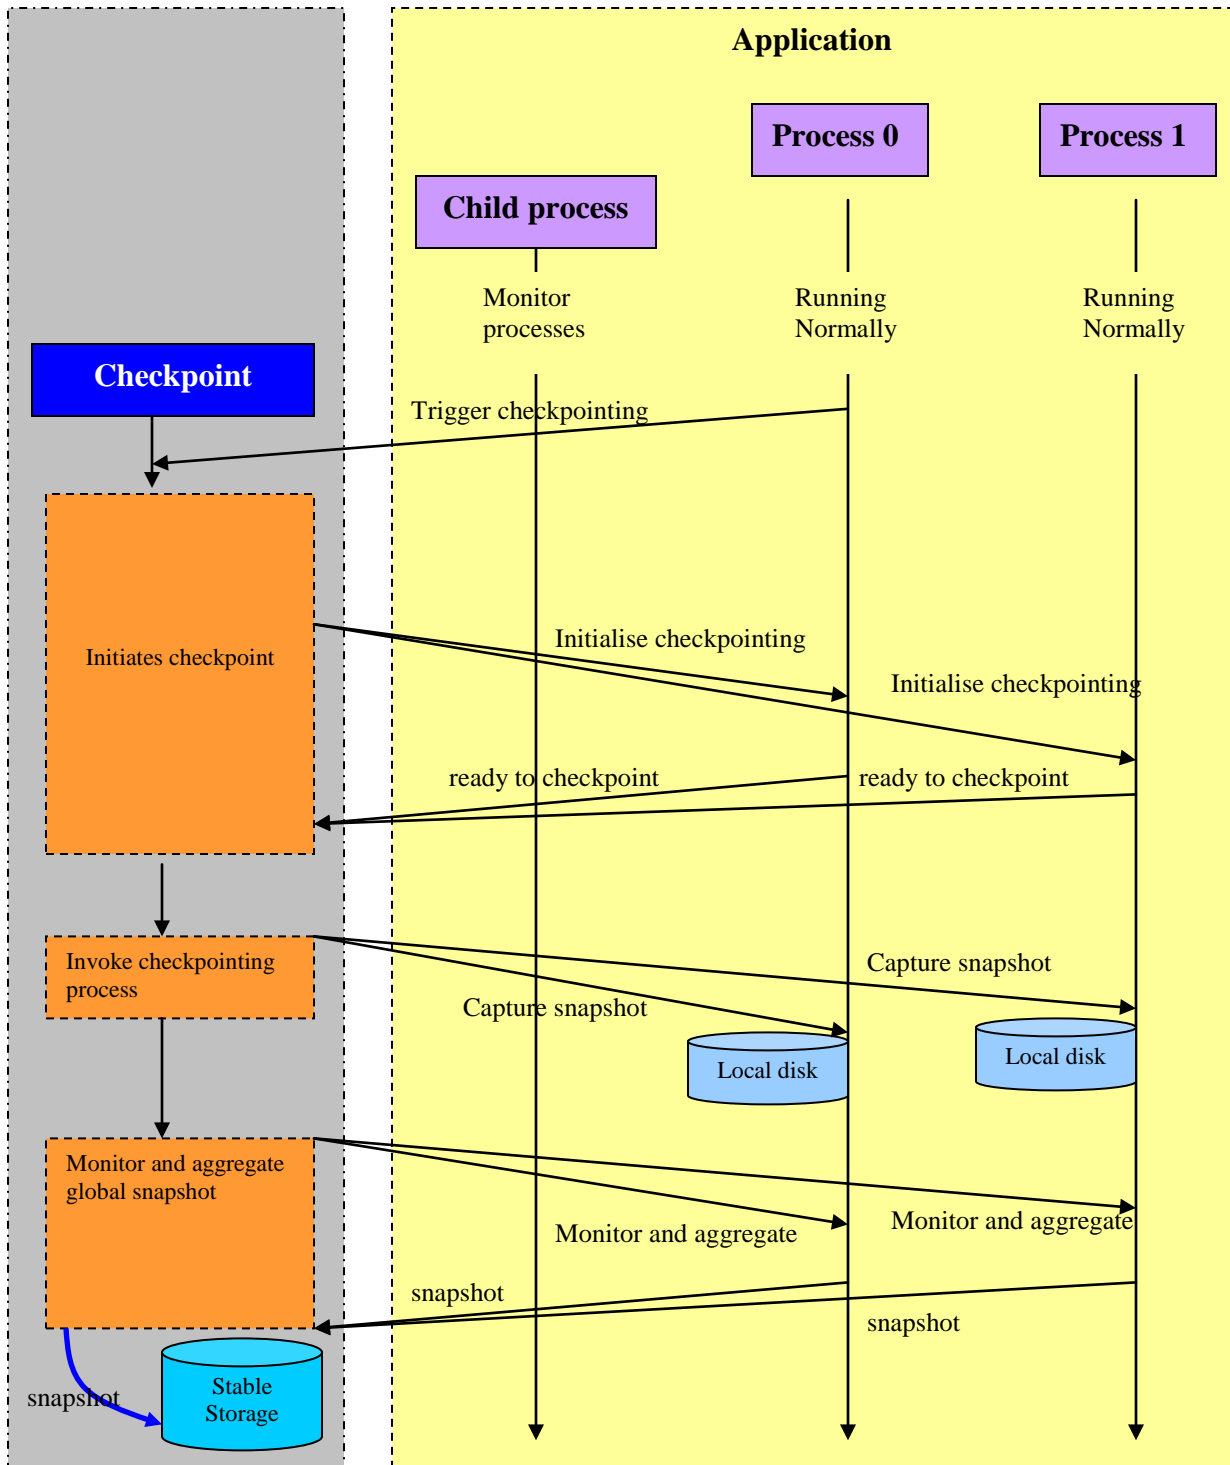 Application
Process 0
Process 1
Child process
Monitor
processes
Running
Normally
Running
Normally
Checkpoint
Trigger checkpointing
Initiates checkpoint
Initialise checkpointing
Initialise checkpointing
ready to checkpoint
ready to checkpoint
Invoke checkpointing
process
Capture snapshot
Capture snapshot
Local disk
Local disk
Monitor and aggregate
global snapshot
Monitor and aggregate
Monitor and aggregate
snapshot
snapshot
snapshot
Stable
Storage